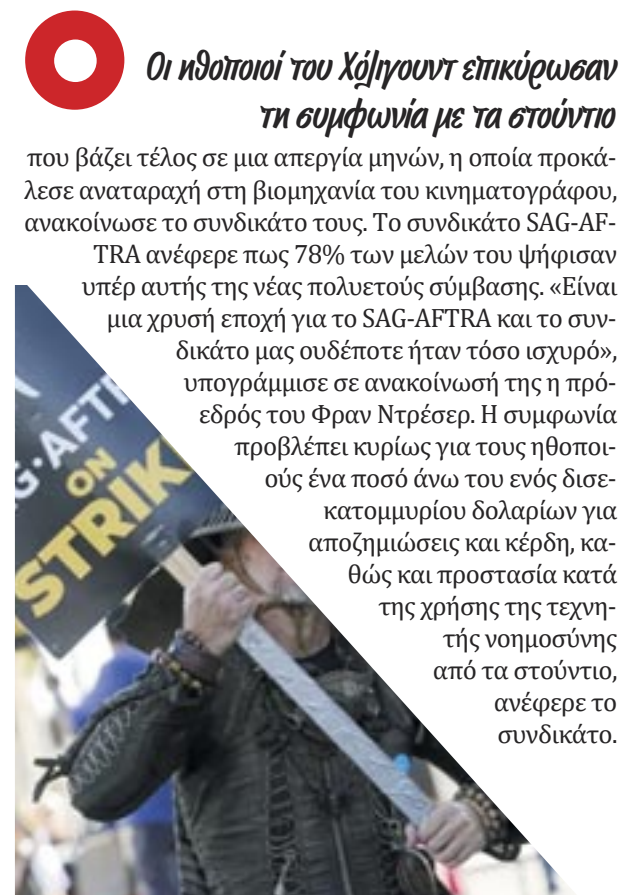 Οι ηθοποιοί του Χόλιγουντ επικύρωσαν
τη συμφωνία με τα στούντιο
που βάζει τέλος σε μια απεργία μηνών, η οποία προκά-
λεσε αναταραχή στη βιομηχανία του κινηματογράφου,
ανακοίνωσε το συνδικάτο τους. Το συνδικάτο SAG-AF-
TRA ανέφερε πως 78% των μελών του ψήφισαν
υπέρ αυτής της νέας πολυετούς σύμβασης. «Είναι
μια χρυσή εποχή για το SAG-AFTRA και το συν-
δικάτο μας ουδέποτε ήταν τόσο ισχυρό»,
υπογράμμισε σε ανακοίνωσή της η πρό-
εδρός του Φραν Ντρέσερ. Η συμφωνία
προβλέπει κυρίως για τους ηθοποι-
ούς ένα ποσό άνω του ενός δισε-
κατομμυρίου δολαρίων για
αποζημιώσεις και κέρδη, κα-
θώς και προστασία κατά
της χρήσης της τεχνη-
τής νοημοσύνης
από τα στούντιο,
ανέφερε το
συνδικάτο.
G·AFT
ON
STRIK